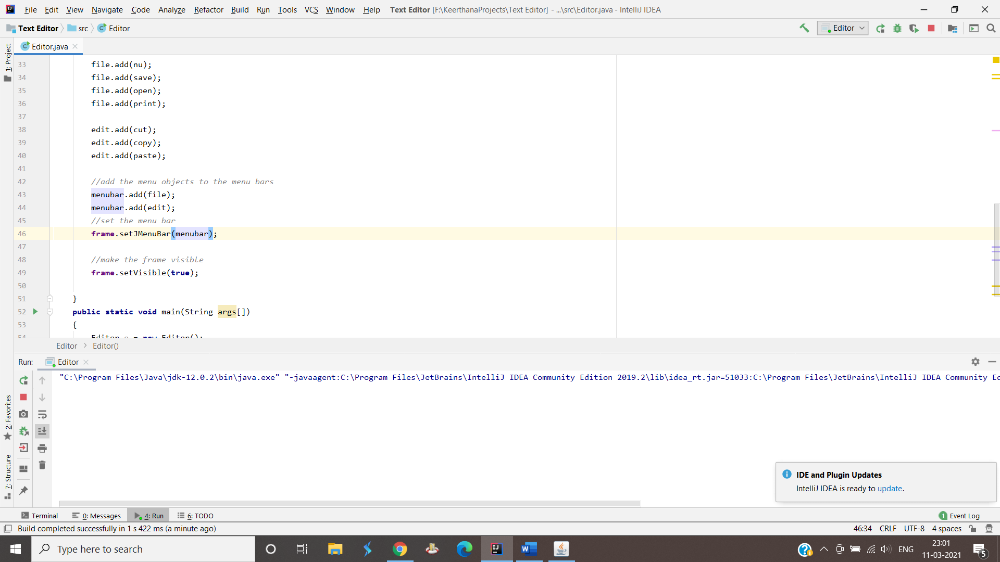 File Edit View Navigate Code Analyze Refactor Build Run Tools VCS Window Help Text Editor [F:\KeerthanaProjects\Text Editor] - ...\src\Editor.java - IntelliJ IDEA
Text Editor src Editor Editor
1: Project
Editor.java
33 file.add(nu);
34 file.add(save);
35 file.add(open);
36 file.add(print);
37
38 edit.add(cut);
39 edit.add(copy);
40 edit.add(paste);
41
42 //add the menu objects to the menu bars
43 menubar.add(file);
44 menubar.add(edit);
45 //set the menu bar
46 frame.setJMenuBar(menubar);
47
48 //make the frame visible
49 frame.setVisible(true);
50
51 }
52 public static void main(String args[])
53 {
54 Editor e = new Editor();
Editor Editor()
Run: Editor
"C:\Program Files\Java\jdk-12.0.2\bin\java.exe" "-javaagent:C:\Program Files\JetBrains\IntelliJ IDEA Community Edition 2019.2\lib\idea_rt.jar=51033:C:\Program Files\JetBrains\IntelliJ IDEA Community Ed
2: Favorites
7: Structure
IDE and Plugin Updates
IntelliJ IDEA is ready to update.
Terminal 0: Messages 4: Run 6: TODO 1 Event Log
Build completed successfully in 1 s 422 ms (a minute ago) 46:34 CRLF UTF-8 4 spaces
Type here to search ENG 23:01
11-03-2021 5